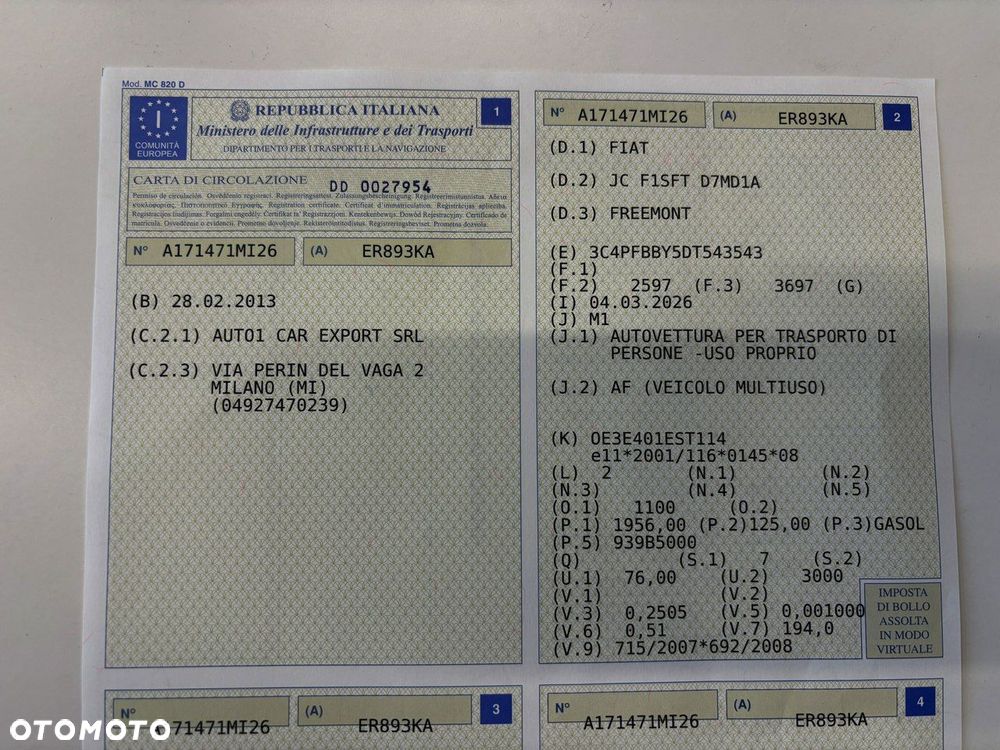 Mod. MC 820 D
I
COMUNITÀ
EUROPEA
REPUBBLICA ITALIANA
Ministero delle Infrastrutture e dei Trasporti
DIPARTIMENTO PER I TRASPORTI E LA NAVIGAZIONE
1
CARTA DI CIRCOLAZIONE DD 0027954
Nº A171471MI26 (A) ER893KA
(B) 28.02.2013
(C.2.1) AUTO1 CAR EXPORT SRL
(C.2.3) VIA PERIN DEL VAGA 2
MILANO (MI)
(04927470239)
Nº A171471MI26 (A) ER893KA 2
(D.1) FIAT
(D.2) JC F1SFT D7MD1A
(D.3) FREEMONT
(E) 3C4PFBBY5DT543543
(F.1)
(F.2) 2597 (F.3) 3697 (G)
(I) 04.03.2026
(J) M1
(J.1) AUTOVETTURA PER TRASPORTO DI
PERSONE -USO PROPRIO
(J.2) AF (VEICOLO MULTIUSO)
(K) OE3E401EST114
e11*2001/116*0145*08
(L) 2 (N.1) (N.2)
(N.3) (N.4) (N.5)
(O.1) 1100 (O.2)
(P.1) 1956,00 (P.2)125,00 (P.3)GASOL
(P.5) 939B5000
(Q) (S.1) 7 (S.2)
(U.1) 76,00 (U.2) 3000
(V.1) (V.2)
(V.3) 0,2505 (V.5) 0,001000
(V.6) 0,51 (V.7) 194,0
(V.9) 715/2007*692/2008
IMPOSTA
DI BOLLO
ASSOLTA
IN MODO
VIRTUALE
Nº A171471MI26 (A) ER893KA 3
Nº A171471MI26 (A) ER893KA 4
OTOMOTO